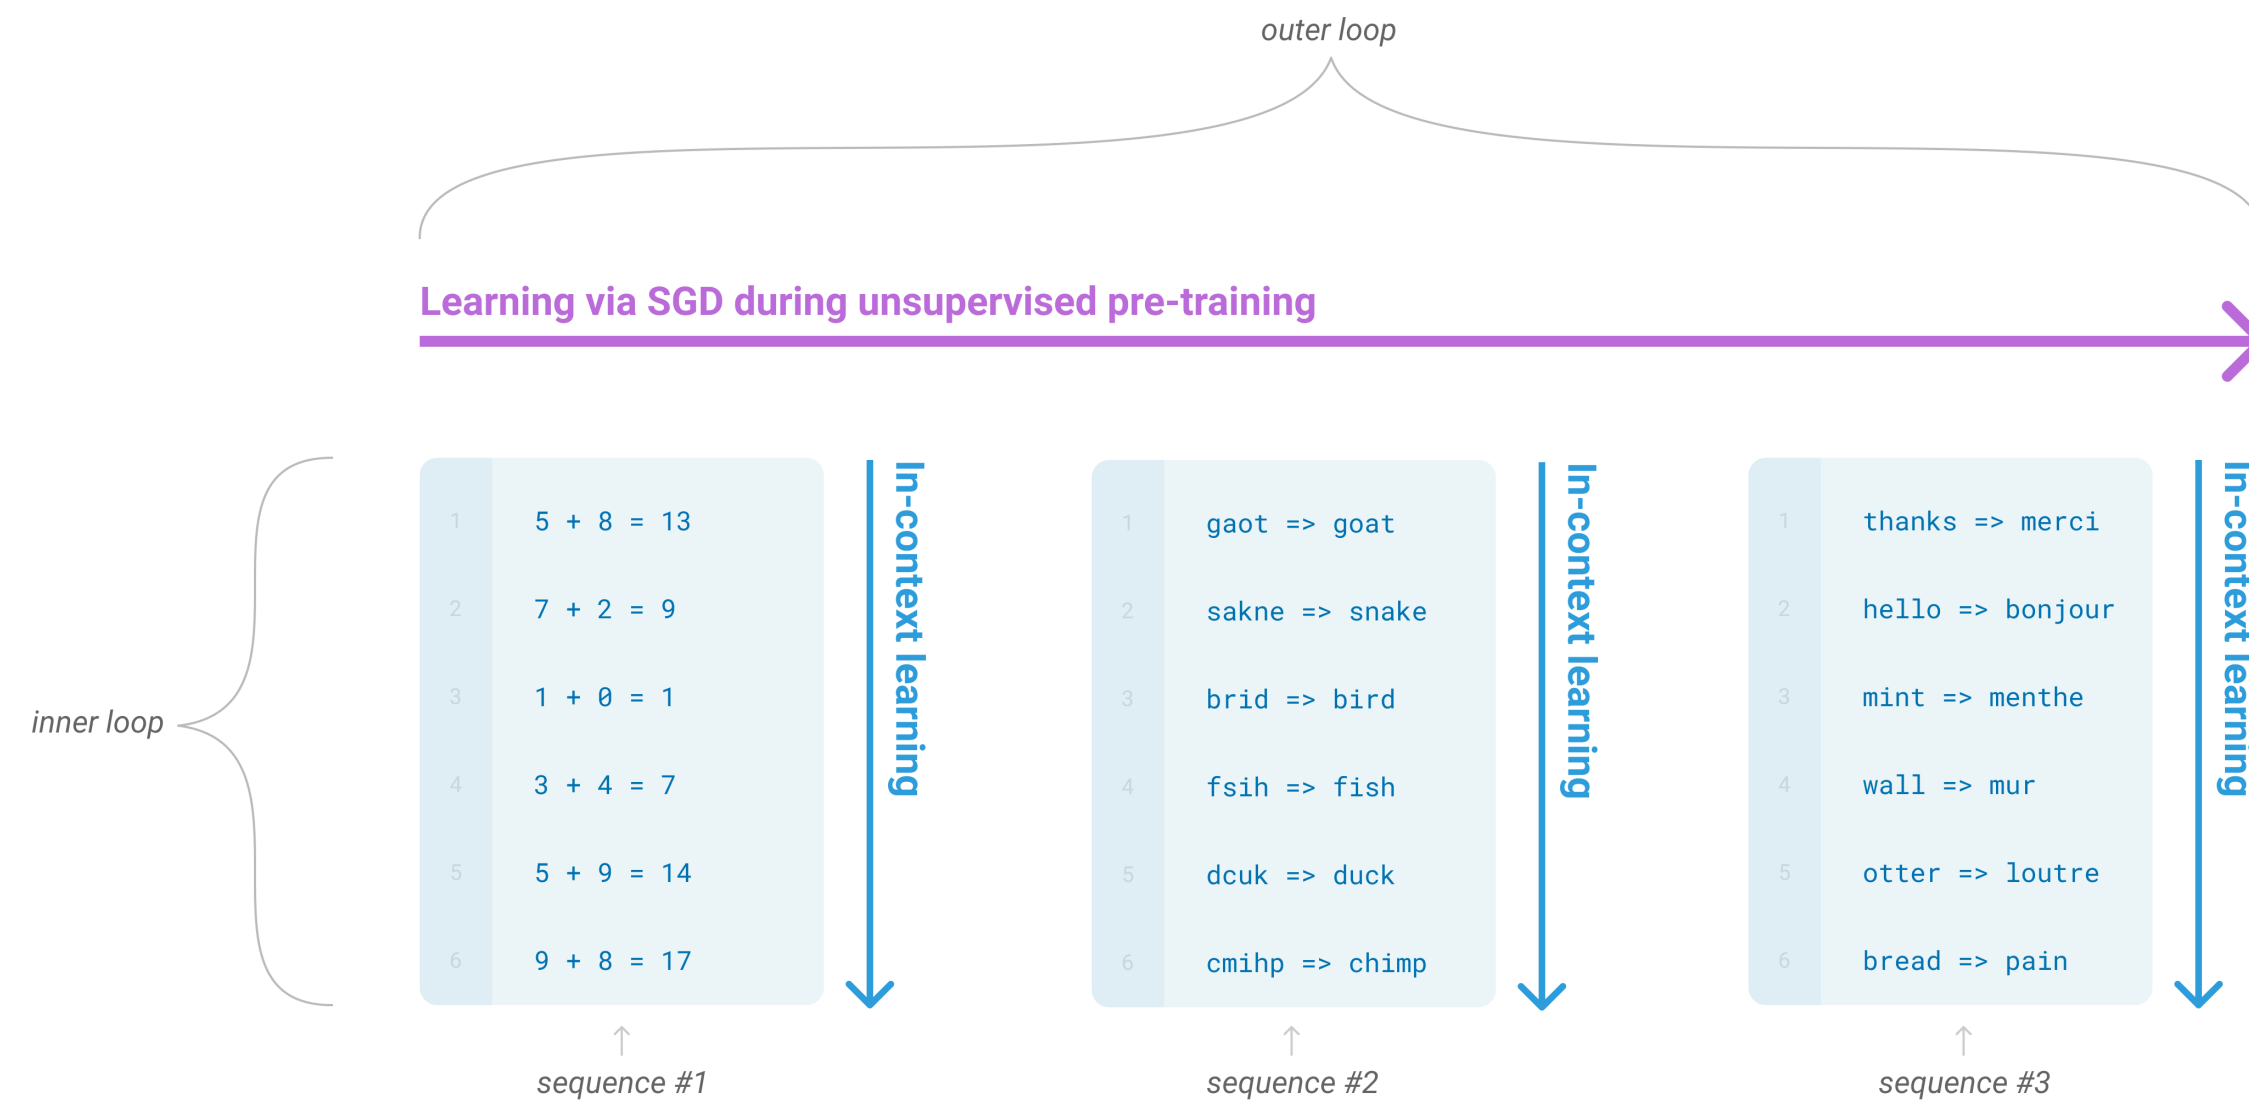 outer loop
Learning via SGD during unsupervised pre-training
inner loop
1 5 + 8 = 13
2 7 + 2 = 9
3 1 + 0 = 1
4 3 + 4 = 7
5 5 + 9 = 14
6 9 + 8 = 17
In-context learning
sequence #1
1 gaot => goat
2 sakne => snake
3 brid => bird
4 fsih => fish
5 dcuk => duck
6 cmihp => chimp
In-context learning
sequence #2
1 thanks => merci
2 hello => bonjour
3 mint => menthe
4 wall => mur
5 otter => loutre
6 bread => pain
In-context learning
sequence #3